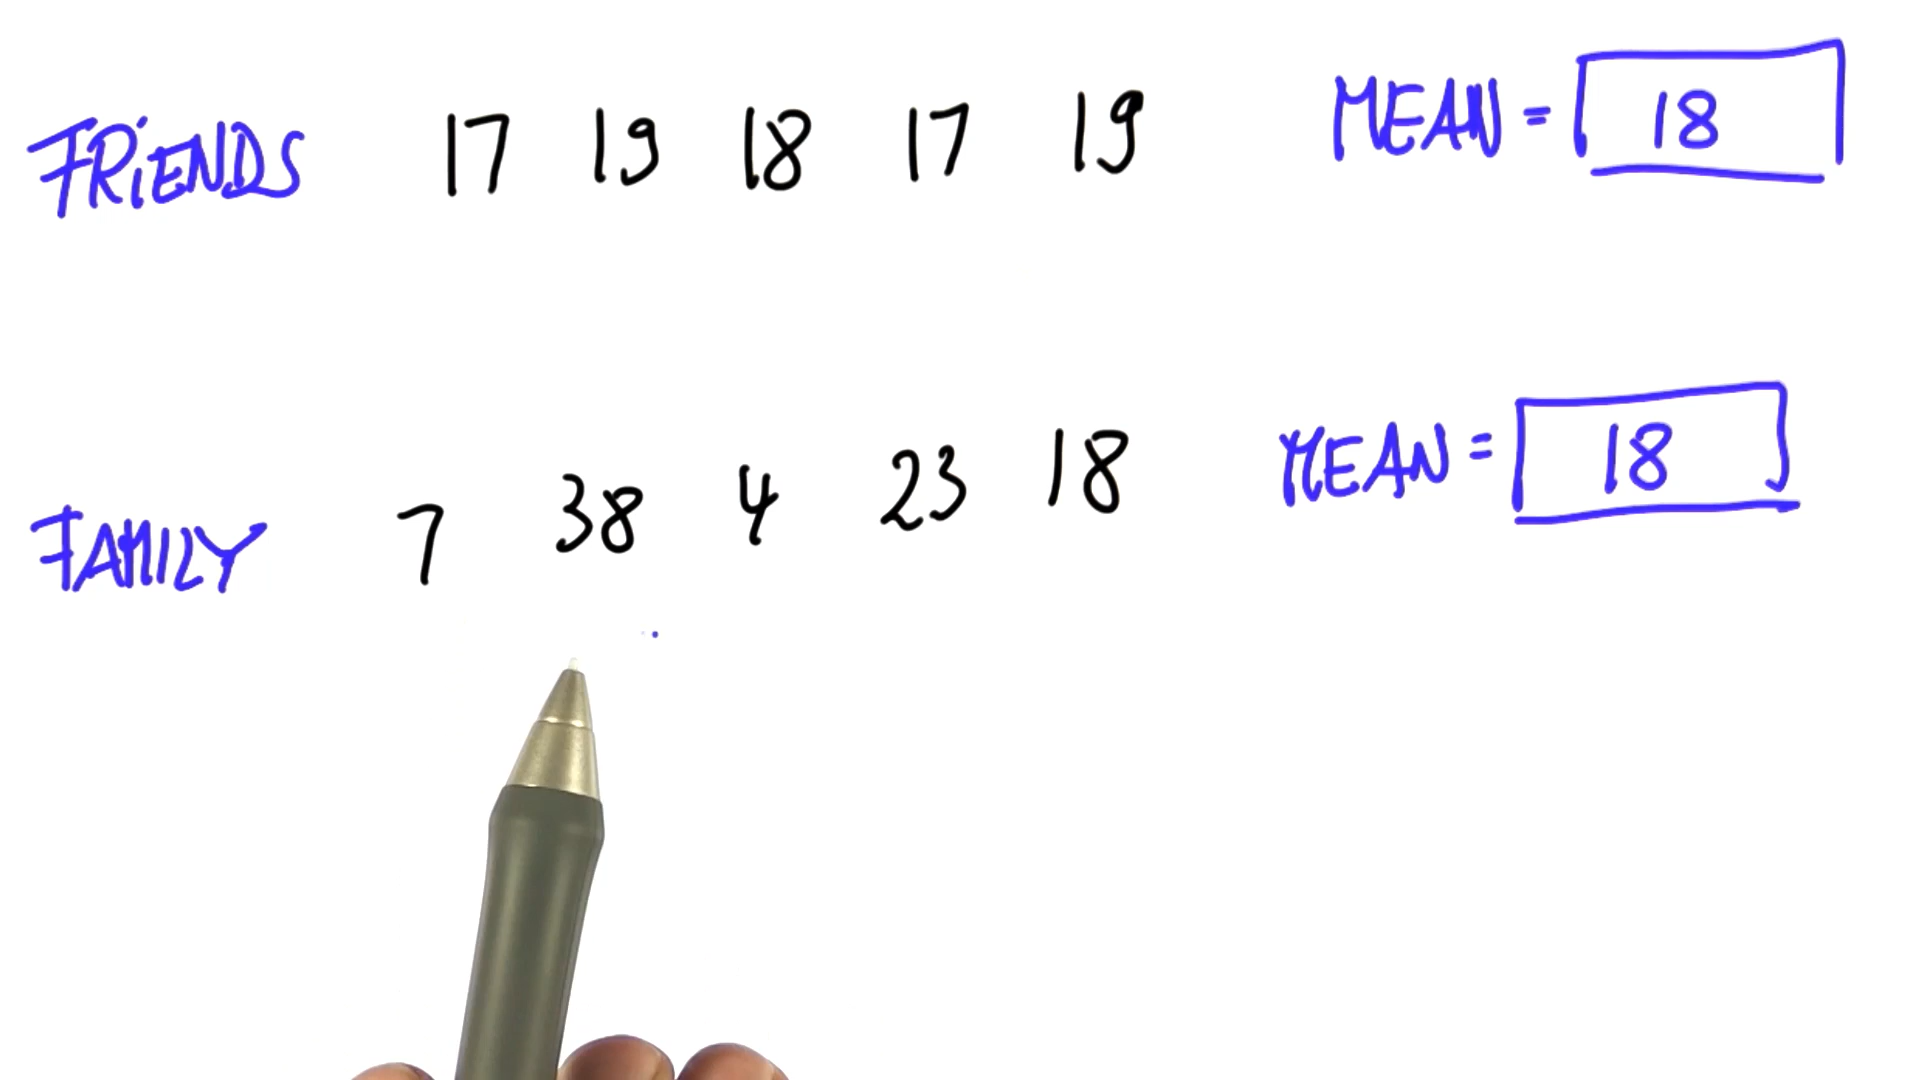 FRiENDS 17 19 18 17 19 MEAN = 18
FAMILY 7 38 4 23 18 MEAN = 18